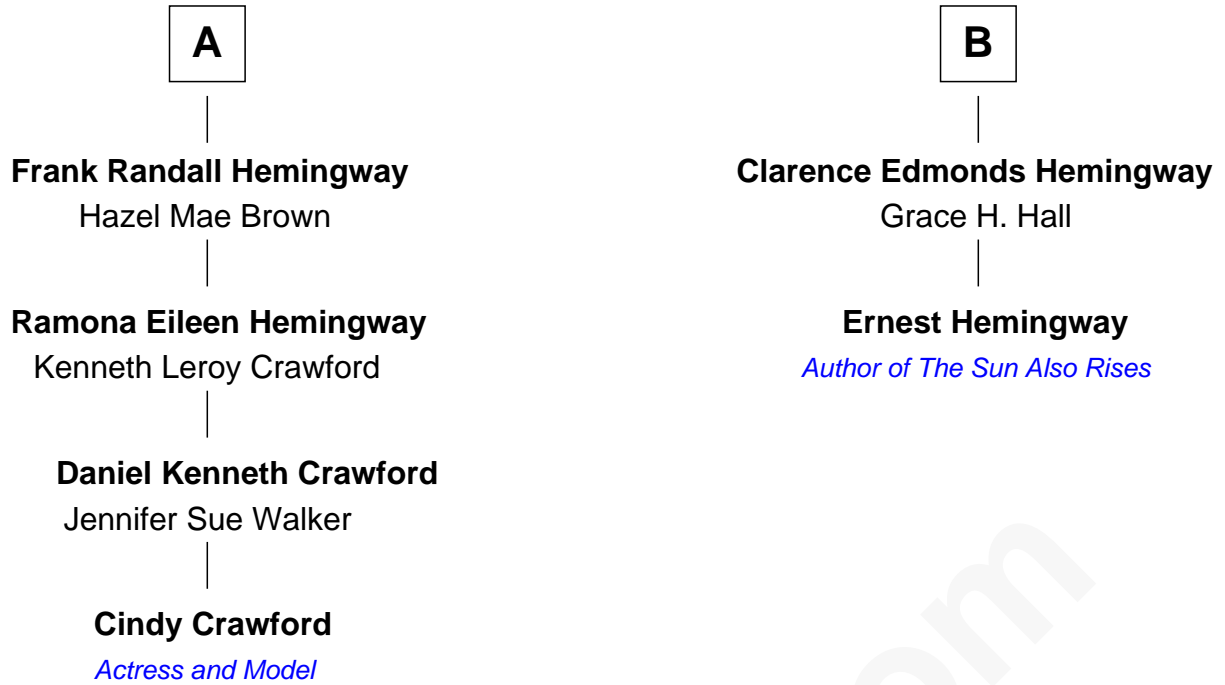 A
B
Frank Randall Hemingway
Hazel Mae Brown
Clarence Edmonds Hemingway
Grace H. Hall
Ramona Eileen Hemingway
Kenneth Leroy Crawford
Ernest Hemingway
Author of The Sun Also Rises
Daniel Kenneth Crawford
Jennifer Sue Walker
Cindy Crawford
Actress and Model
om